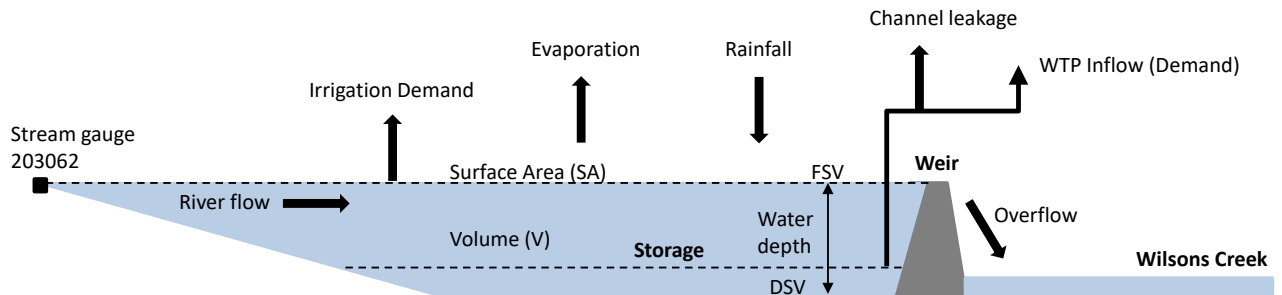 Channel leakage
Evaporation
Rainfall
WTP Inflow (Demand)
Irrigation Demand
Stream gauge
203062
Surface Area (SA)
FSV
Weir
River flow
Water
depth
Overflow
Volume (V)
Storage
Wilsons Creek
DSV